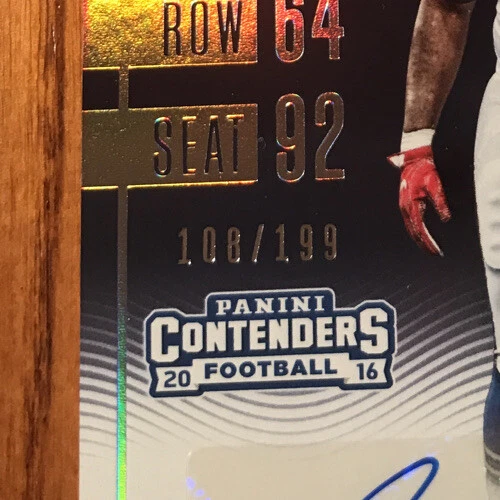 ROW 64
SEAT 92
108/199
PANINI
CONTENDERS
20 FOOTBALL 16